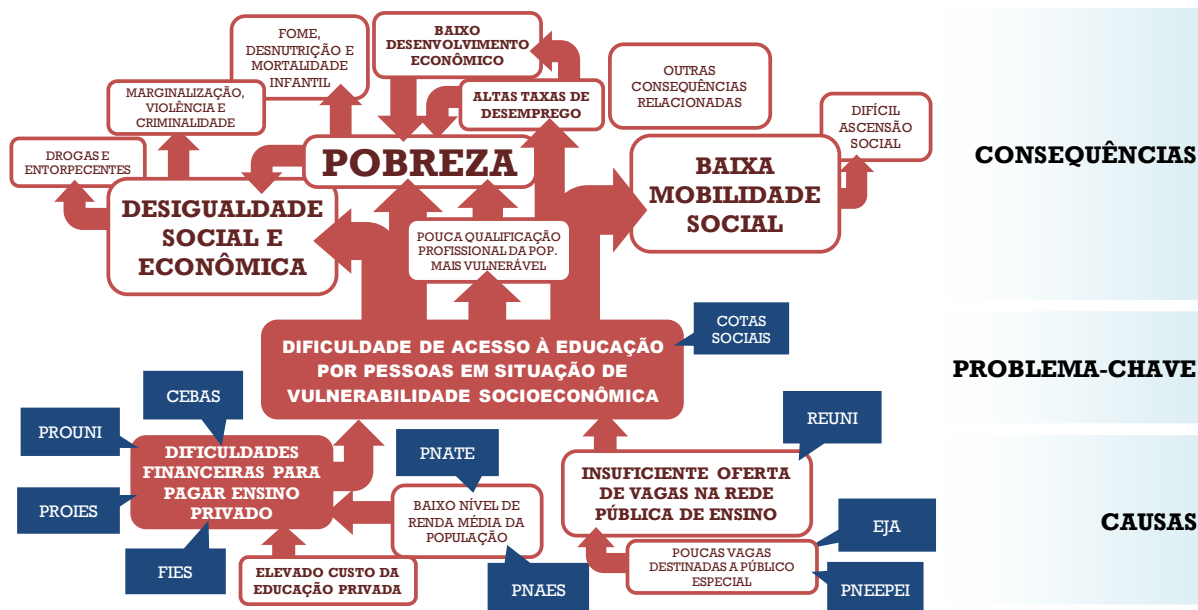 FOME,
DESNUTRIÇÃO E
MORTALIDADE
INFANTIL
BAIXO
DESENVOLVIMENTO
ECONÔMICO
OUTRAS
CONSEQUÊNCIAS
RELACIONADAS
MARGINALIZAÇÃO,
VIOLÊNCIA E
CRIMINALIDADE
ALTAS TAXAS DE
DESEMPREGO
DIFÍCIL
ASCENSÃO
SOCIAL
DROGAS E
ENTORPECENTES
POBREZA
BAIXA
MOBILIDADE
SOCIAL
CONSEQUÊNCIAS
DESIGUALDADE
SOCIAL E
ECONÔMICA
POUCA QUALIFICAÇÃO
PROFISSIONAL DA POP.
MAIS VULNERÁVEL
COTAS
SOCIAIS
DIFICULDADE DE ACESSO À EDUCAÇÃO
POR PESSOAS EM SITUAÇÃO DE
VULNERABILIDADE SOCIOECONÔMICA
PROBLEMA-CHAVE
CEBAS
PROUNI
REUNI
DIFICULDADES
FINANCEIRAS PARA
PAGAR ENSINO
PRIVADO
PNATE
INSUFICIENTE OFERTA
DE VAGAS NA REDE
PÚBLICA DE ENSINO
PROIES
BAIXO NÍVEL DE
RENDA MÉDIA DA
POPULAÇÃO
CAUSAS
EJA
FIES
ELEVADO CUSTO DA
EDUCAÇÃO PRIVADA
PNAES
POUCAS VAGAS
DESTINADAS A PÚBLICO
ESPECIAL
PNEEPEI